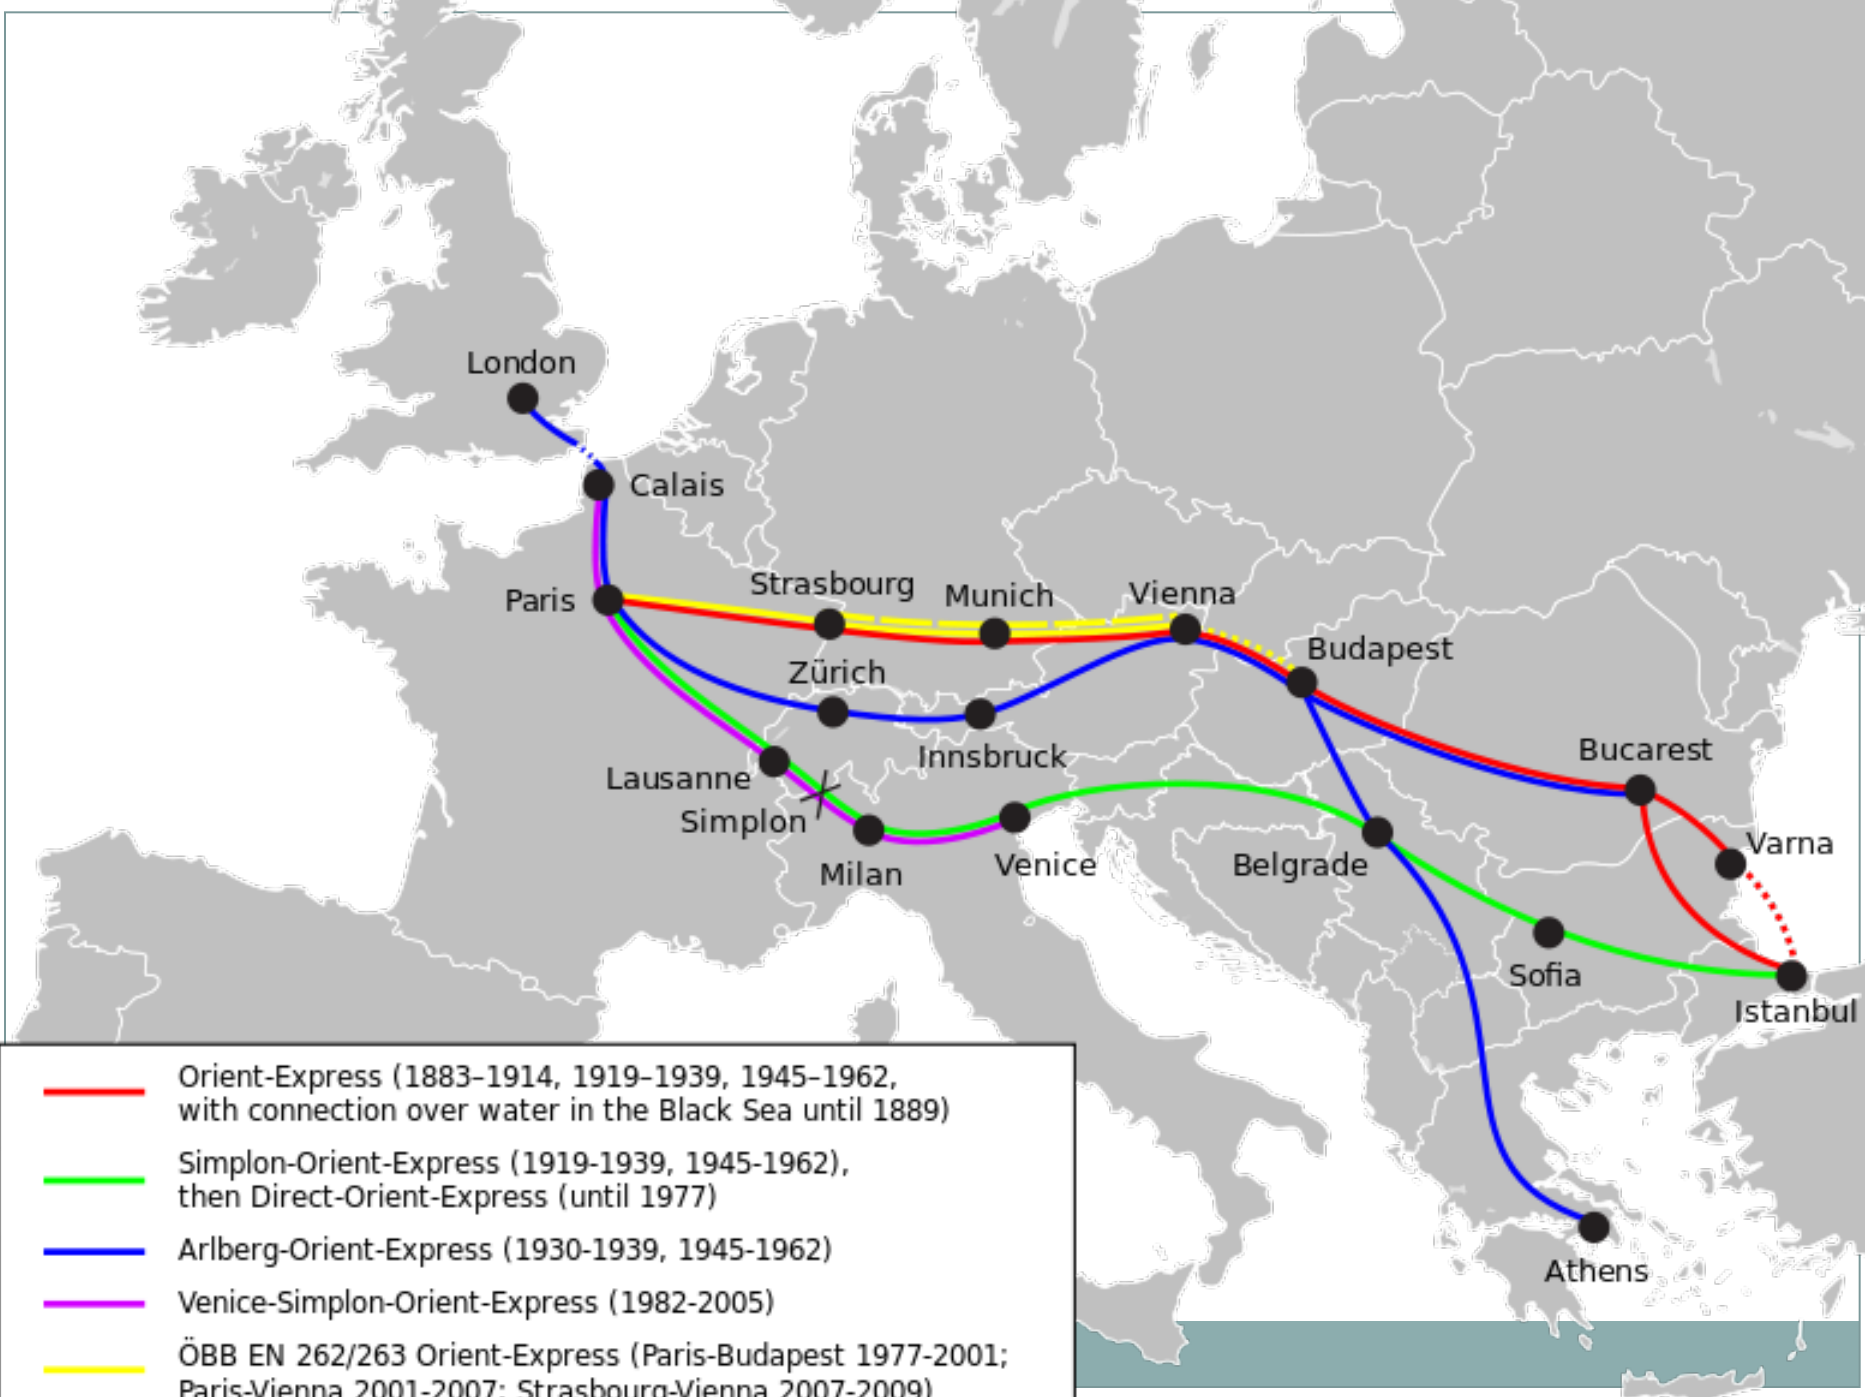 London
Calais
Paris
Strasbourg
Munich
Vienna
Budapest
Zürich
Innsbruck
Bucarest
Lausanne
Simplon
Varna
Milan
Venice
Belgrade
Sofia
Istanbul
Athens
Orient-Express (1883–1914, 1919–1939, 1945–1962,
with connection over water in the Black Sea until 1889)
Simplon-Orient-Express (1919-1939, 1945-1962),
then Direct-Orient-Express (until 1977)
Arlberg-Orient-Express (1930-1939, 1945-1962)
Venice-Simplon-Orient-Express (1982-2005)
ÖBB EN 262/263 Orient-Express (Paris-Budapest 1977-2001;
Paris-Vienna 2001-2007; Strasbourg-Vienna 2007-2009)